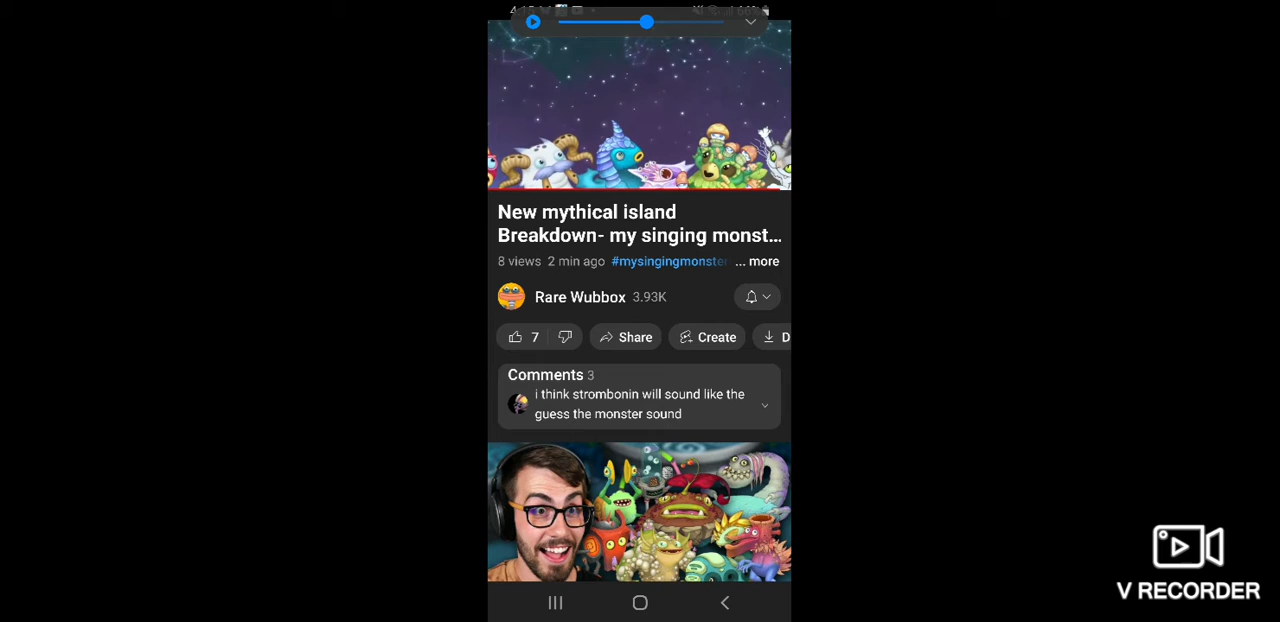 New mythical island
Breakdown- my singing monst...
8 views 2 min ago #mysingingmonste ... more
Rare Wubbox 3.93K
7 Share Create D
Comments 3
i think strombonin will sound like the
guess the monster sound
V RECORDER